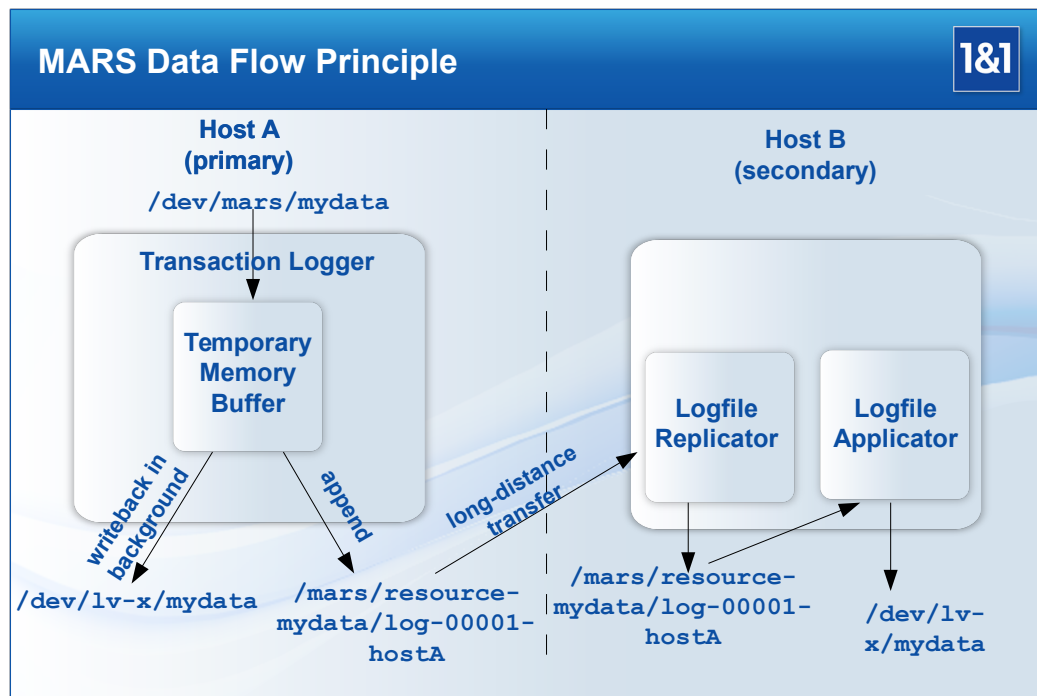 MARS Data Flow Principle
1&1
Host A
(primary)
/dev/mars/mydata
Transaction Logger
Temporary
Memory
Buffer
writeback in
background
append
/dev/lv-x/mydata
/mars/resource-
mydata/log-00001-
hostA
long-distance
transfer
Host B
(secondary)
Logfile
Replicator
Logfile
Applicator
/mars/resource-
mydata/log-00001-
hostA
/dev/lv-
x/mydata